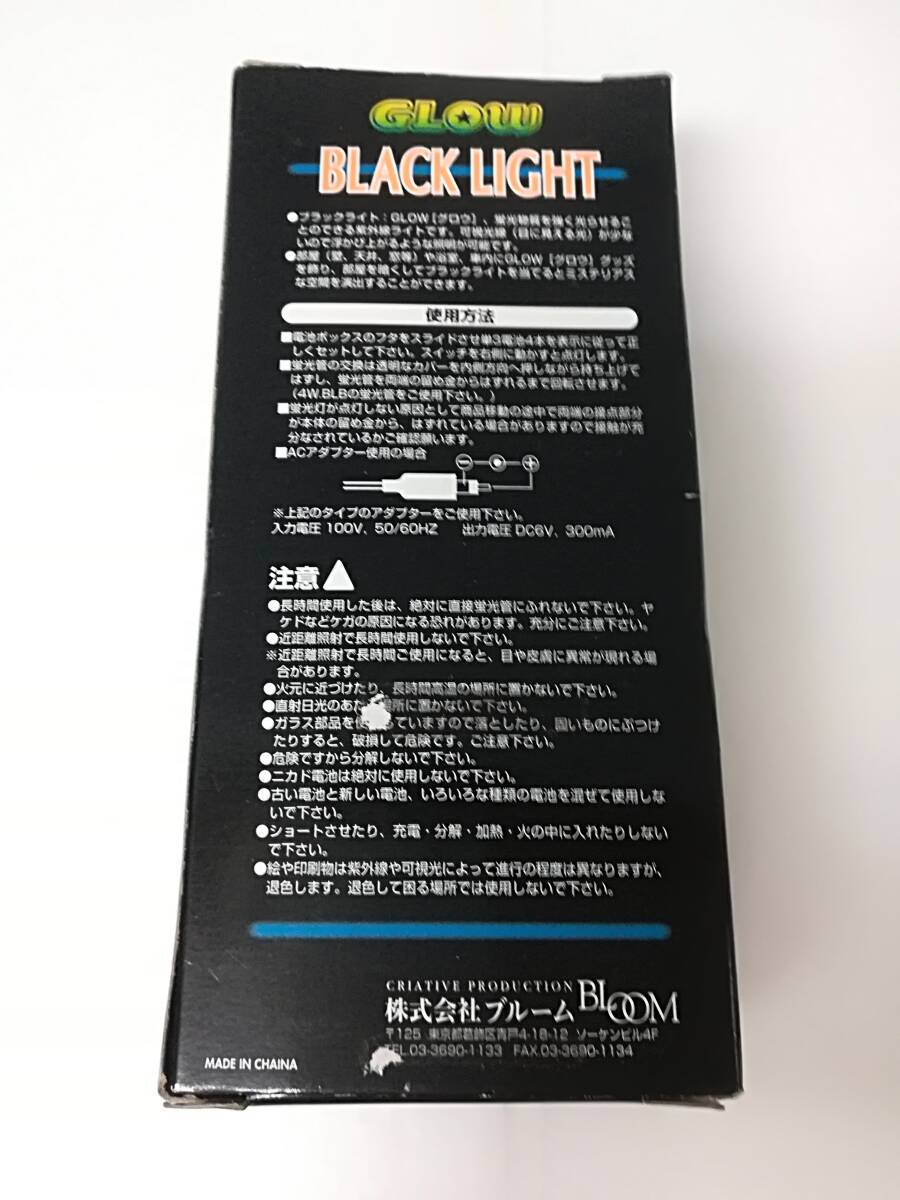 GLOW
BLACK LIGHT
●ブラックライト：GLOW［グロウ］、蛍光物質を強く光らせるこ
とのできる紫外線ライトです。可視光線（目に見える光）が少な
いので浮かび上がるような照明が可能です。
●部屋（壁、天井、窓等）や浴室、車内にGLOW［グロウ］グッズ
を飾り、部屋を暗くしてブラックライトを当てるとミステリアス
な空間を演出することができます。
使用方法
■電池ボックスのフタをスライドさせ単3電池4本を表示に従って正
しくセットして下さい。スイッチを右側に動かすと点灯します。
■蛍光管の交換は透明なカバーを内側方向へ押しながら持ち上げて
はずし、蛍光管を両端の留め金からはずれるまで回転させます。
（4W.BLBの蛍光管をご使用下さい。）
■蛍光灯が点灯しない原因として商品移動の途中で両端の接点部分
が本体の留め金から、はずれている場合がありますので接触が充
分なされているかご確認願います。
■ACアダプター使用の場合
− +
※上記のタイプのアダプターをご使用下さい。
入力電圧 100V、50/60HZ 出力電圧 DC6V、300mA
注意
●長時間使用した後は、絶対に直接蛍光管にふれないで下さい。ヤ
ケドなどケガの原因になる恐れがあります。充分にご注意下さい。
●近距離照射で長時間使用しないで下さい。
※近距離照射で長時間ご使用になると、目や皮膚に異常が現れる場
合があります。
●火元に近づけたり、長時間高温の場所に置かないで下さい。
●直射日光のあた場所に置かないで下さい。
●ガラス部品を使していますので落としたり、固いものにぶつけ
たりすると、破損して危険です。ご注意下さい。
●危険ですから分解しないで下さい。
●ニカド電池は絶対に使用しないで下さい。
●古い電池と新しい電池、いろいろな種類の電池を混ぜて使用しな
いで下さい。
●ショートさせたり、充電・分解・加熱・火の中に入れたりしない
で下さい。
●絵や印刷物は紫外線や可視光によって進行の程度は異なりますが、
退色します。退色して困る場所では使用しないで下さい。
CRIATIVE PRODUCTION
株式会社ブルーム BLOOM
〒125 東京都葛飾区青戸4-18-12 ソーケンビル4F
TEL.03-3690-1133 FAX.03-3690-1134
MADE IN CHAINA